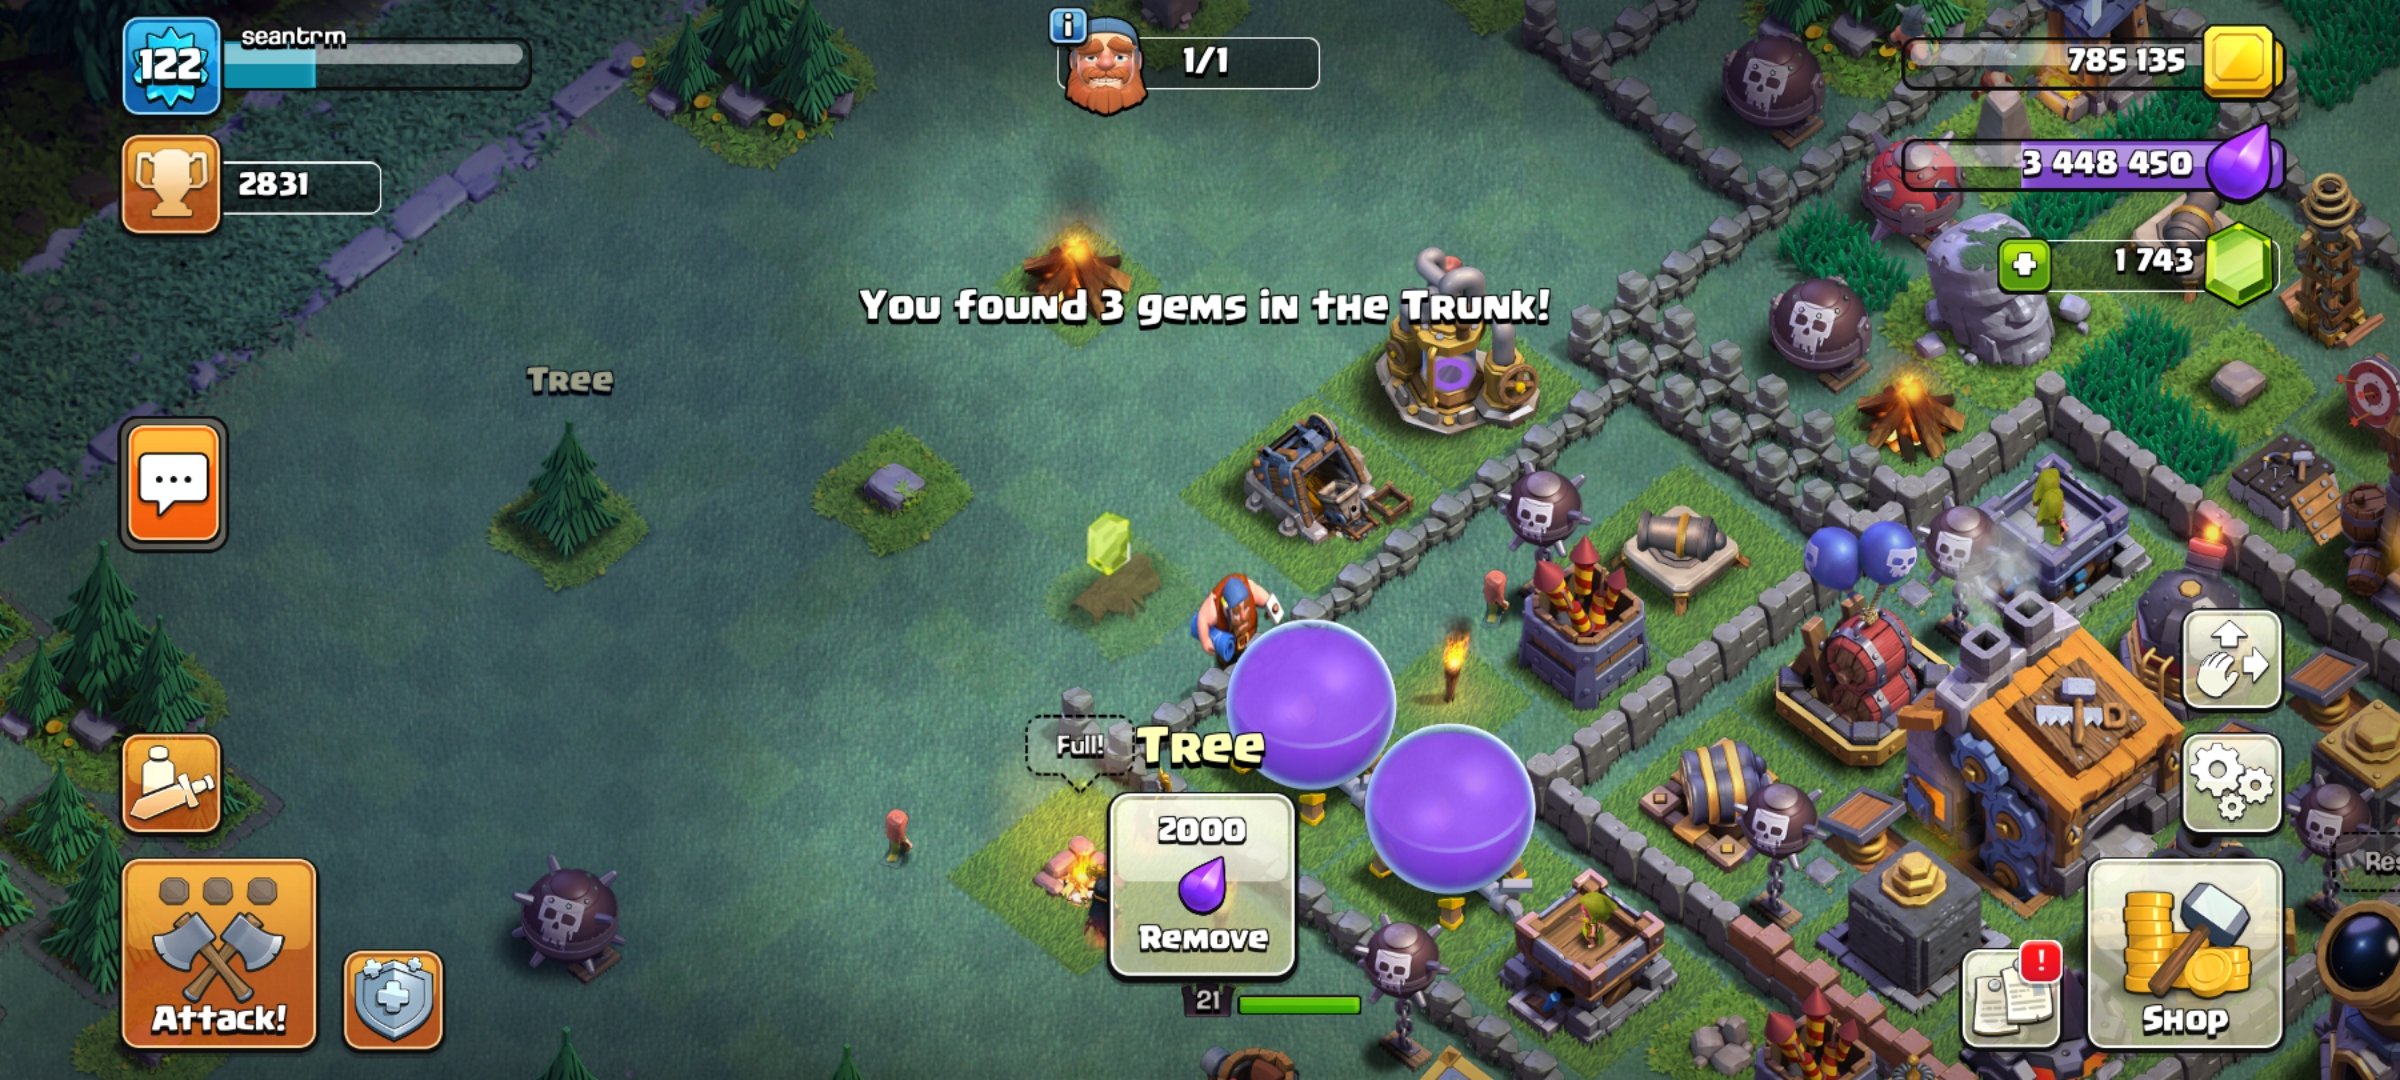 122
seantrm
1/1
785 135
2831
3 448 450
1 743
You found 3 gems in the Trunk!
Tree
Full!
Tree
2000
Remove
21
Attack!
!
Shop